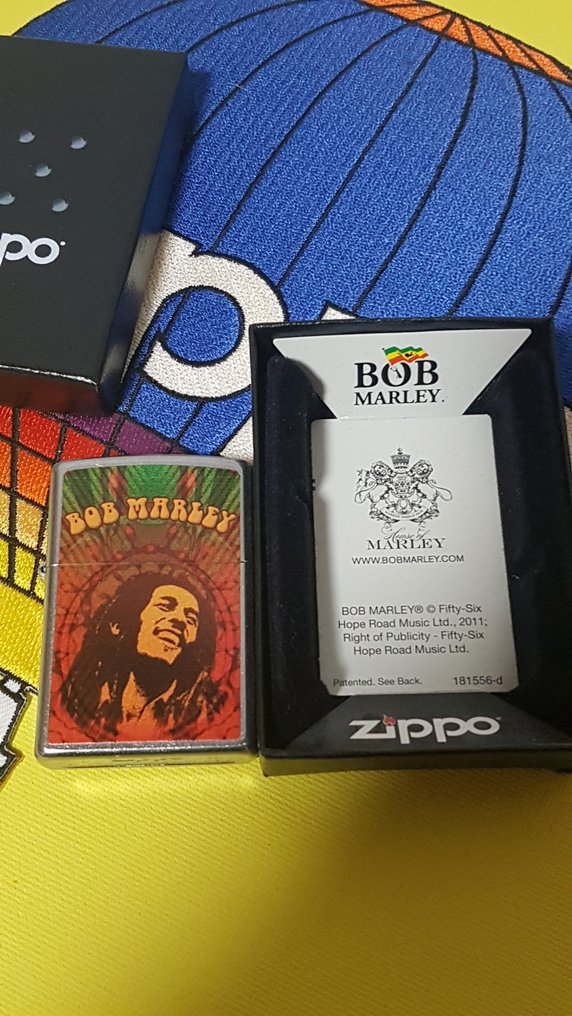 ppo
BOB MARLEY
BOB
MARLEY.
House of
MARLEY
WWW.BOBMARLEY.COM
BOB MARLEY® © Fifty-Six
Hope Road Music Ltd., 2011;
Right of Publicity - Fifty-Six
Hope Road Music Ltd.
Patented. See Back. 181556-d
zippo